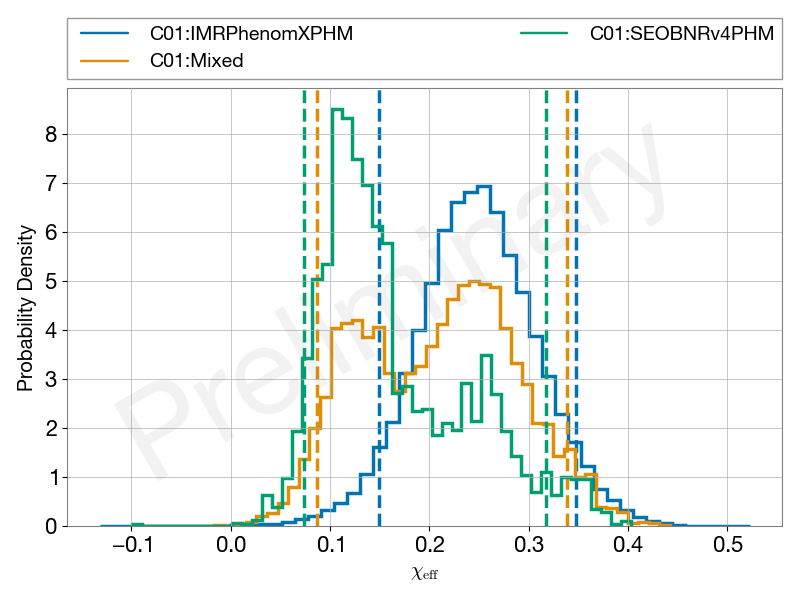 C01:IMRPhenomXPHM
C01:Mixed
C01:SEOBNRv4PHM
Preliminary
Probability Density
8
7
6
5
4
3
2
1
0
−0.1 0.0 0.1 0.2 0.3 0.4 0.5
χeff